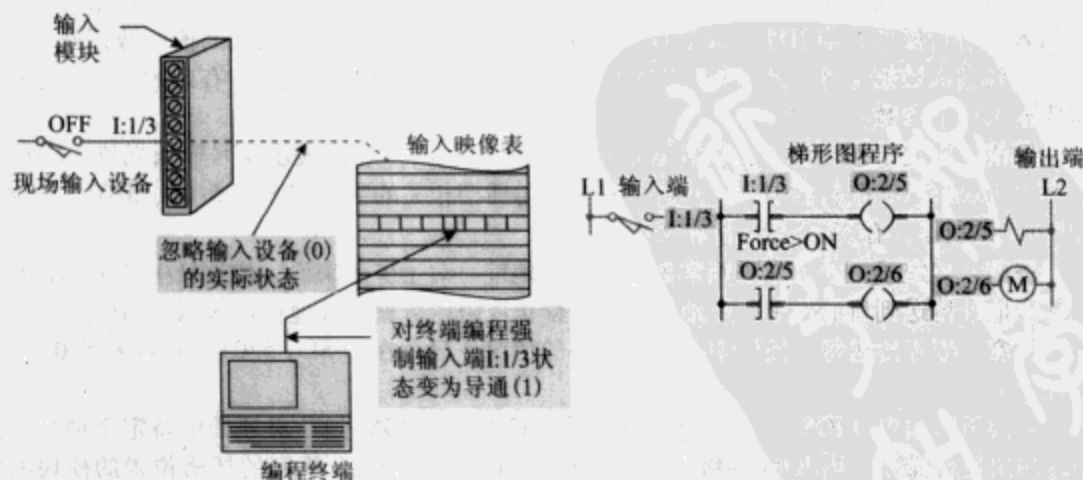 输入
模块
OFF
I:1/3
现场输入设备
输入映像表
忽略输入设备(0)
的实际状态
对终端编程强
制输入端I:1/3状
态变为导通(1)
编程终端
梯形图程序
输出端
L1
输入端
I:1/3
O:2/5
L2
I:1/3
Force>ON
O:2/5
O:2/5
O:2/6
O:2/6
M